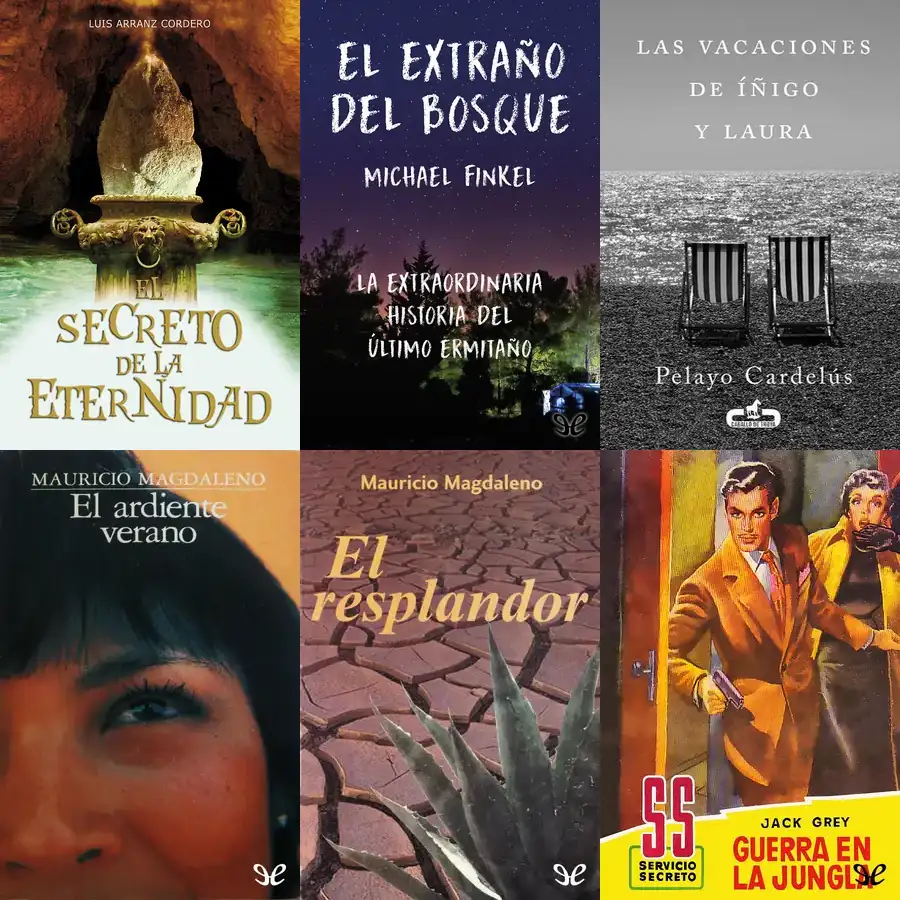 LUIS ARRANZ CORDERO
EL
SECRETO
DE LA
ETERNIDAD
EL EXTRAÑO
DEL BOSQUE
MICHAEL FINKEL
LA EXTRAORDINARIA
HISTORIA DEL
ÚLTIMO ERMITAÑO
LAS VACACIONES
DE ÍÑIGO
Y LAURA
Pelayo Cardelús
CABALLO DE TROYA
MAURICIO MAGDALENO
El ardiente
verano
Mauricio Magdaleno
El
resplandor
SS
SERVICIO
SECRETO
JACK GREY
GUERRA EN
LA JUNGLA